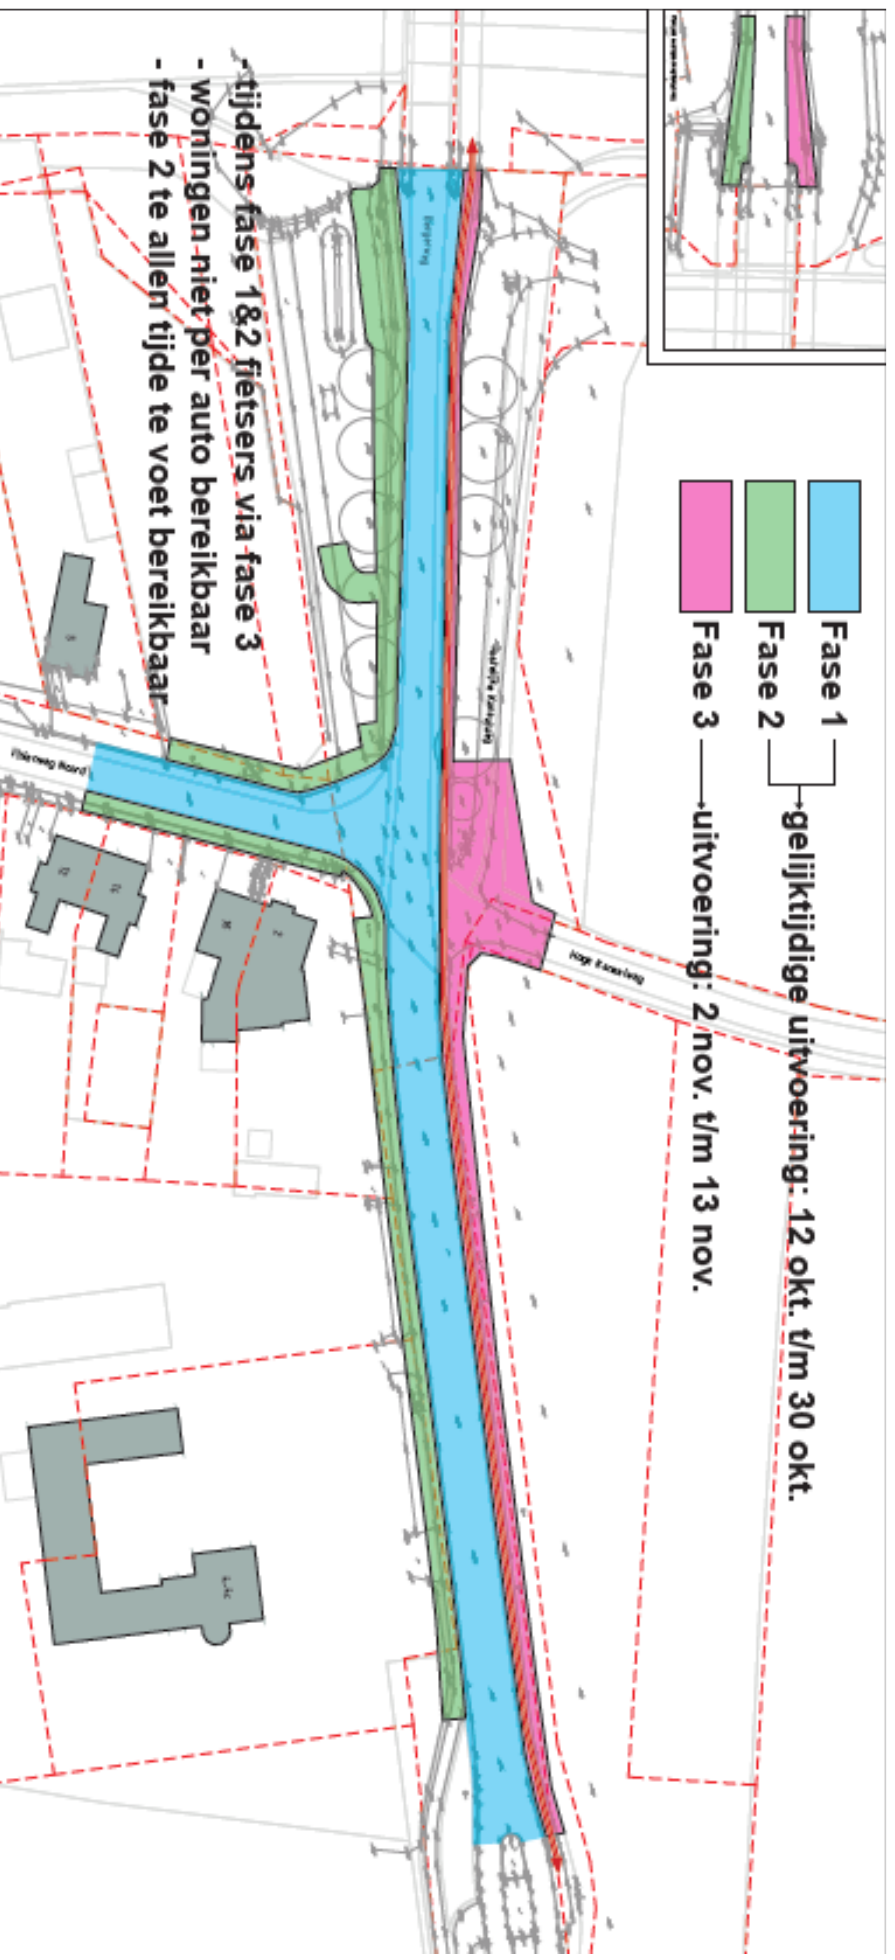 Fase 1
Fase 2
gelijktijdige uitvoering: 12 okt. t/m 30 okt.
Fase 3
uitvoering: 2 nov. t/m 13 nov.
- tijdens fase 1&2 fietsers via fase 3
- woningen niet per auto bereikbaar
- fase 2 te allen tijde te voet bereikbaar